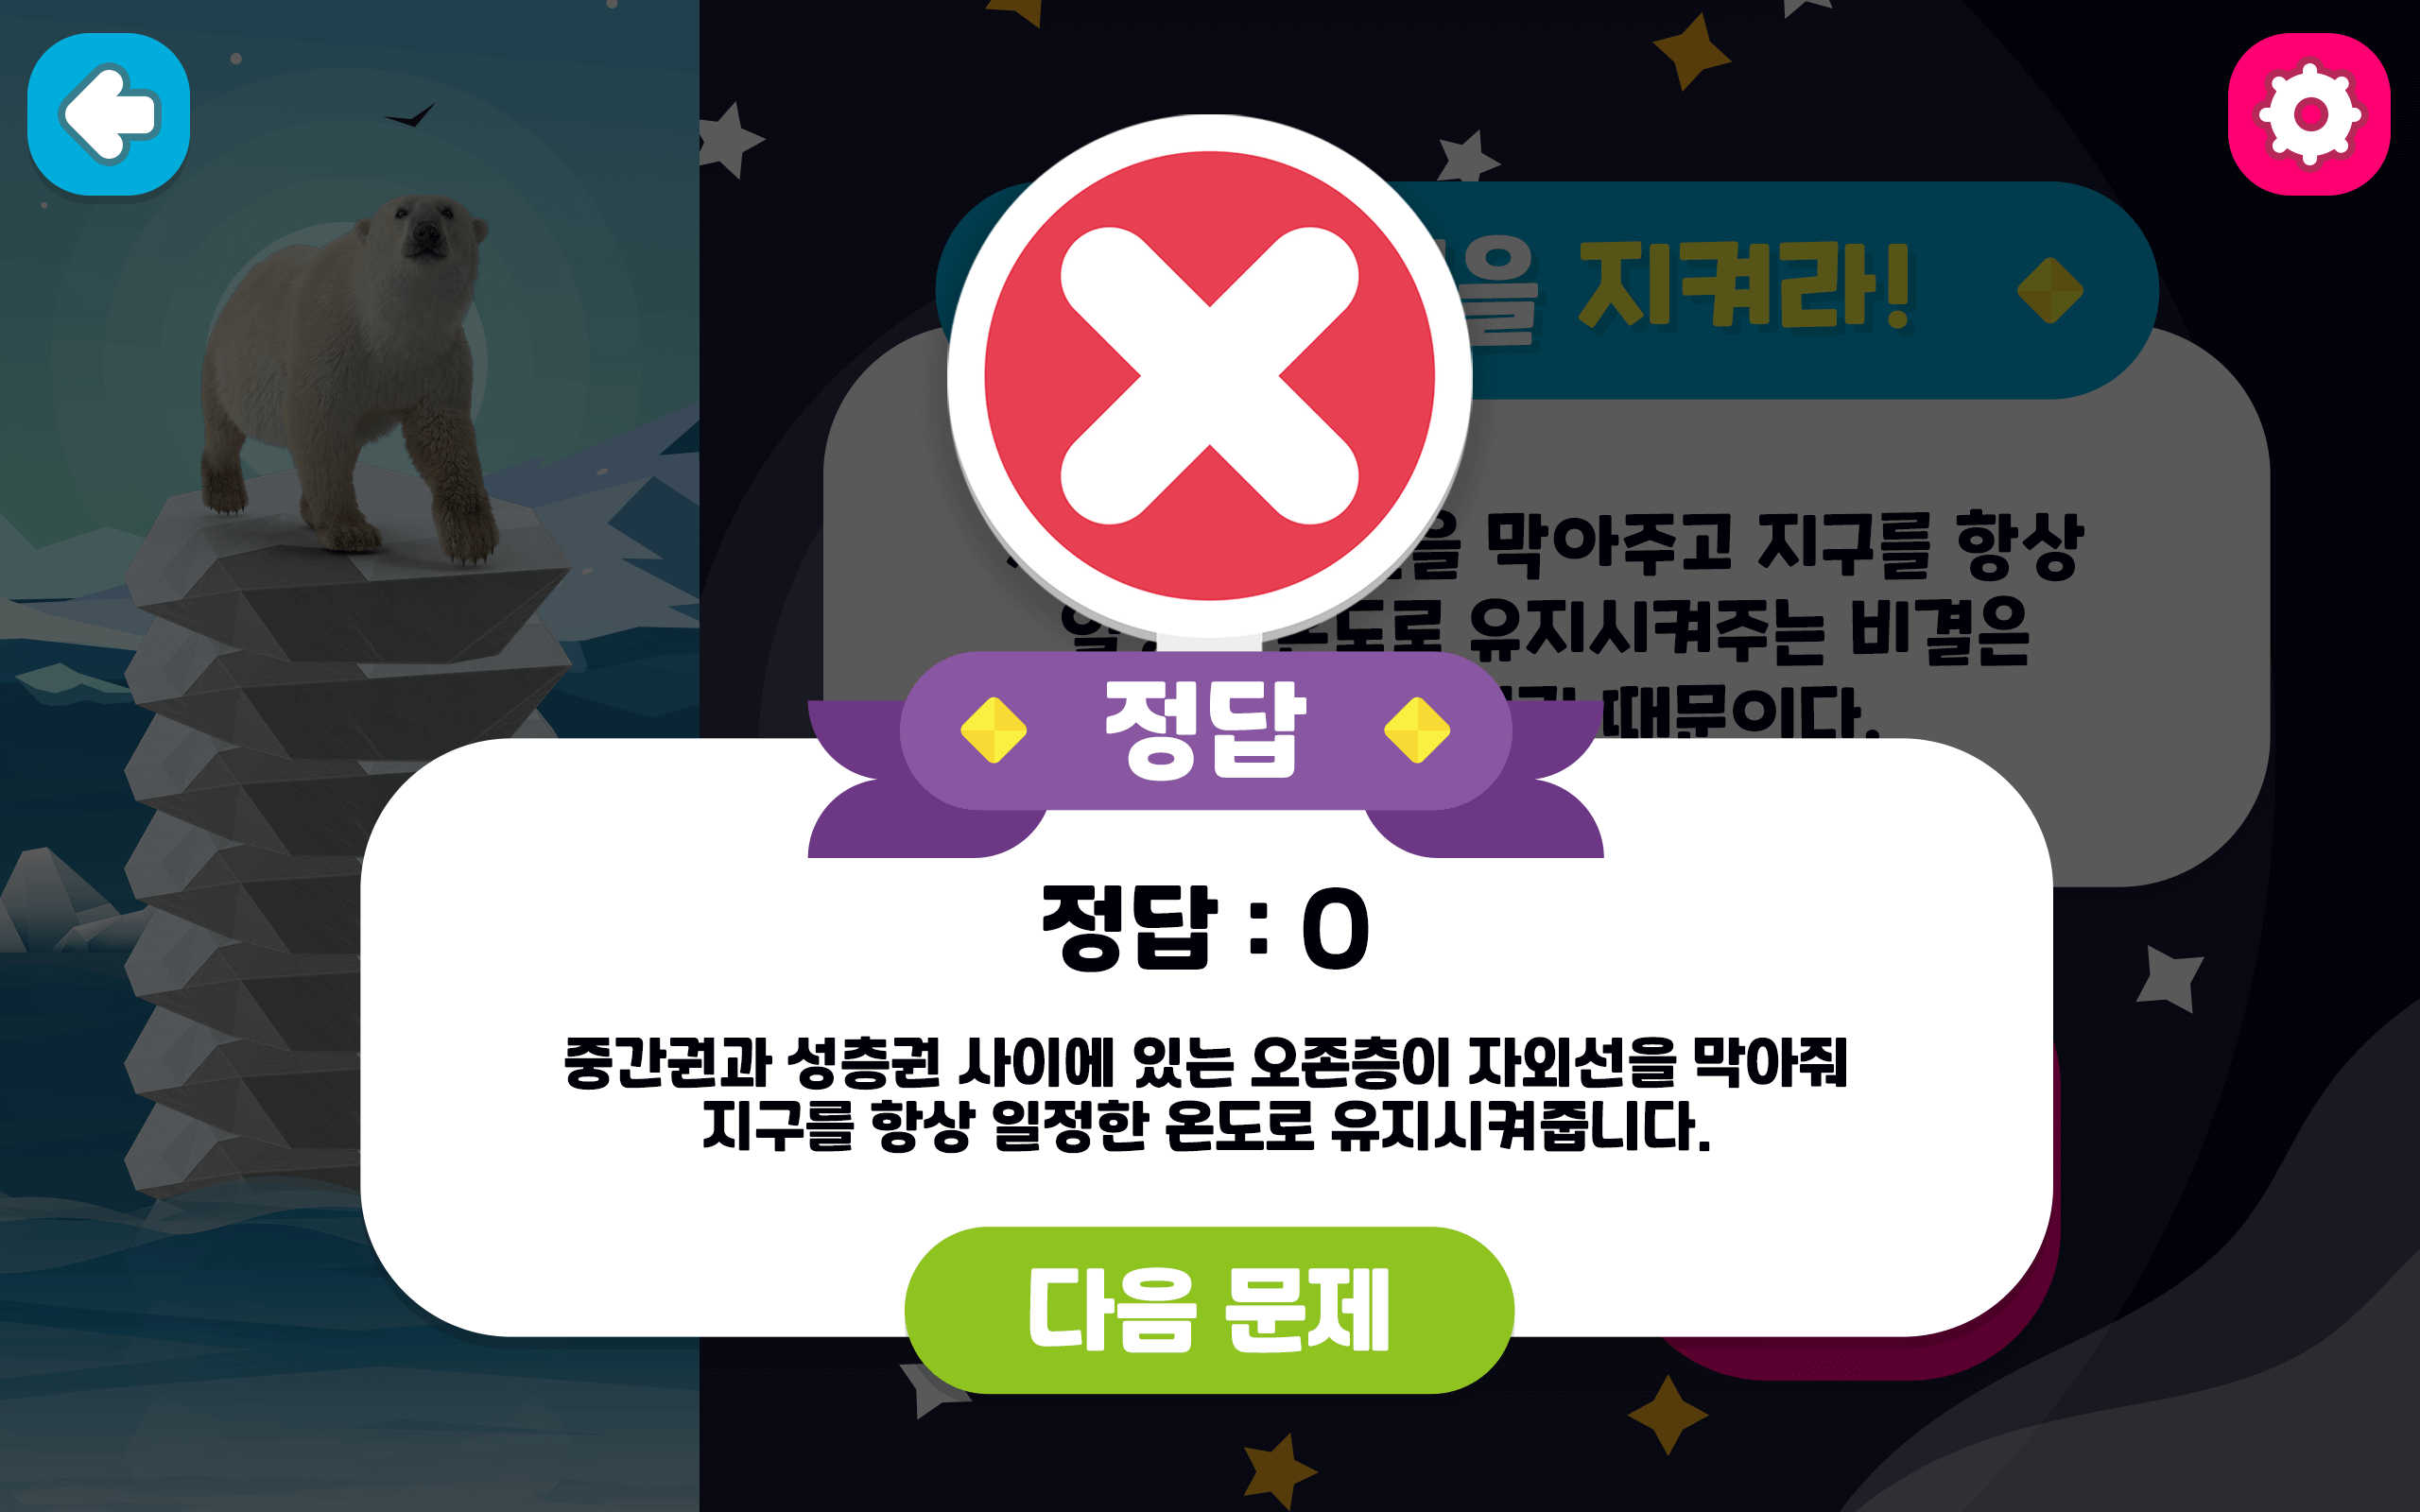 을 지켜라!
을 막아주고 지구를 항상
온도로 유지시켜주는 비결은
때문이다.
정답
정답 : O
중간권과 성층권 사이에 있는 오존층이 자외선을 막아줘
지구를 항상 일정한 온도로 유지시켜줍니다.
다음 문제